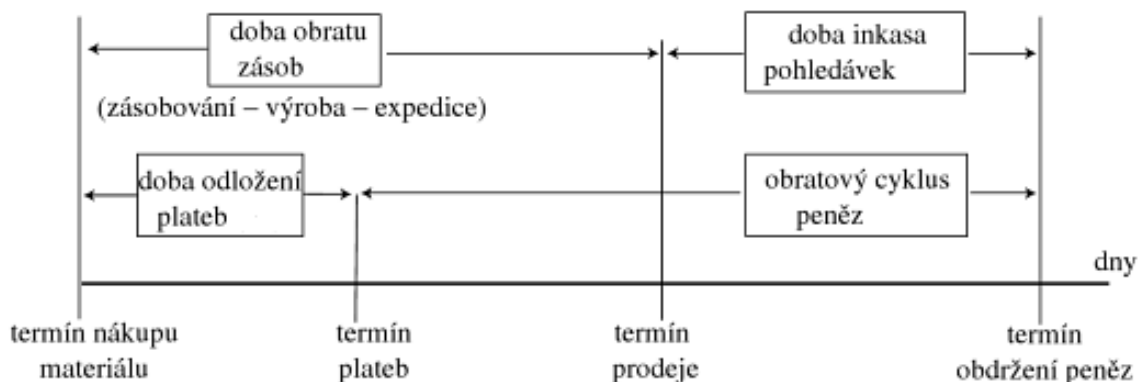 doba obratu
zásob
doba inkasa
pohledávek
(zásobování – výroba – expedice)
doba odložení
plateb
obratový cyklus
peněz
dny
termín nákupu
materiálu
termín
plateb
termín
prodeje
termín
obdržení peněz